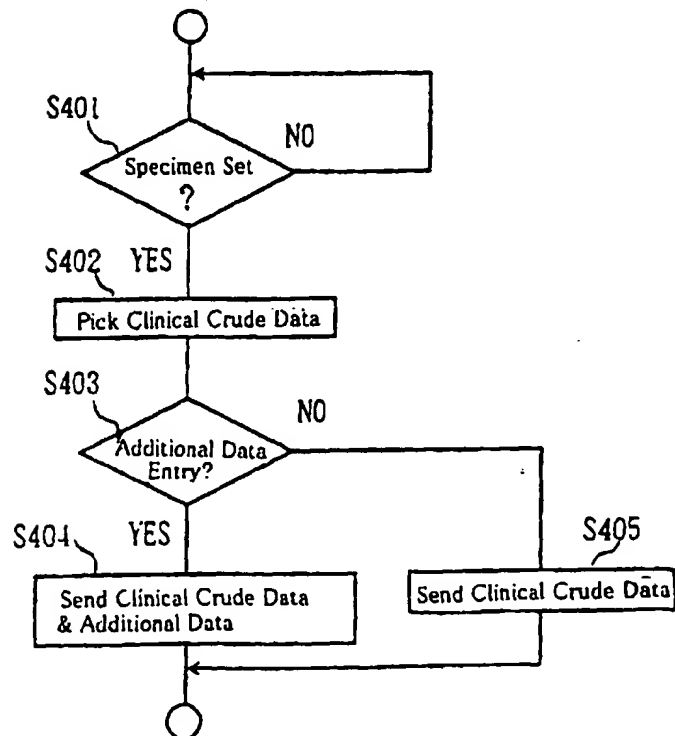 S401
NO
Specimen Set
?
S402
YES
Pick Clinical Crude Data
S403
NO
Additional Data
Entry?
S404
YES
S405
Send Clinical Crude Data
& Additional Data
Send Clinical Crude Data